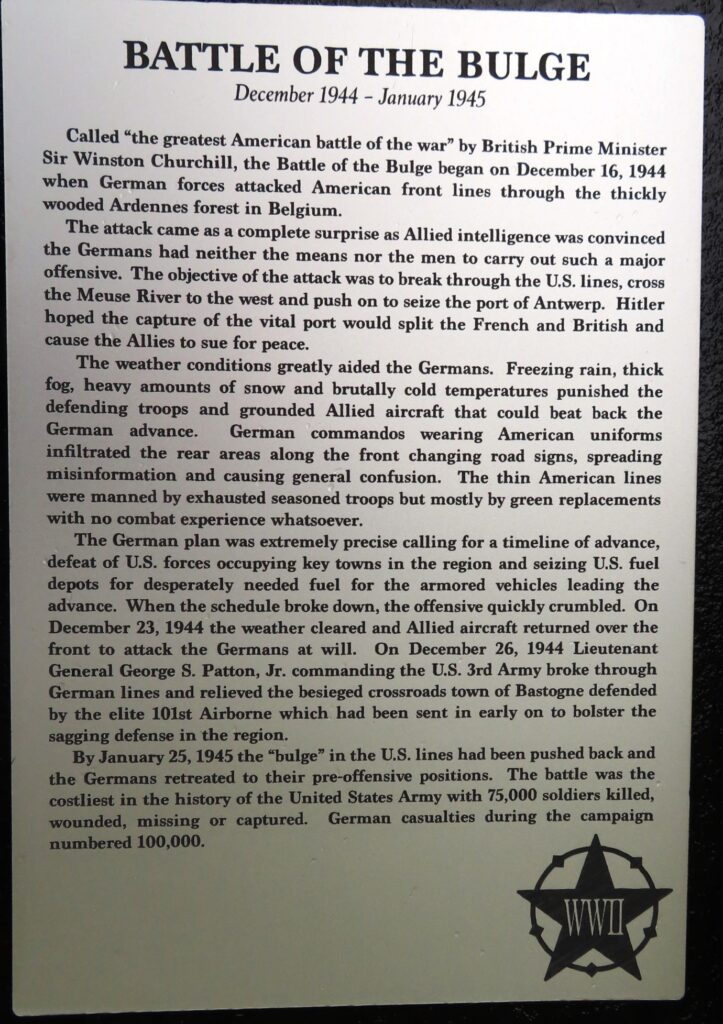 BATTLE OF THE BULGE
December 1944 – January 1945
Called “the greatest American battle of the war” by British Prime Minister
Sir Winston Churchill, the Battle of the Bulge began on December 16, 1944
when German forces attacked American front lines through the thickly
wooded Ardennes forest in Belgium.
The attack came as a complete surprise as Allied intelligence was convinced
the Germans had neither the means nor the men to carry out such a major
offensive. The objective of the attack was to break through the U.S. lines, cross
the Meuse River to the west and push on to seize the port of Antwerp. Hitler
hoped the capture of the vital port would split the French and British and
cause the Allies to sue for peace.
The weather conditions greatly aided the Germans. Freezing rain, thick
fog, heavy amounts of snow and brutally cold temperatures punished the
defending troops and grounded Allied aircraft that could beat back the
German advance. German commandos wearing American uniforms
infiltrated the rear areas along the front changing road signs, spreading
misinformation and causing general confusion. The thin American lines
were manned by exhausted seasoned troops but mostly by green replacements
with no combat experience whatsoever.
The German plan was extremely precise calling for a timeline of advance,
defeat of U.S. forces occupying key towns in the region and seizing U.S. fuel
depots for desperately needed fuel for the armored vehicles leading the
advance. When the schedule broke down, the offensive quickly crumbled. On
December 23, 1944 the weather cleared and Allied aircraft returned over the
front to attack the Germans at will. On December 26, 1944 Lieutenant
General George S. Patton, Jr. commanding the U.S. 3rd Army broke through
German lines and relieved the besieged crossroads town of Bastogne defended
by the elite 101st Airborne which had been sent in early on to bolster the
sagging defense in the region.
By January 25, 1945 the “bulge” in the U.S. lines had been pushed back and
the Germans retreated to their pre-offensive positions. The battle was the
costliest in the history of the United States Army with 75,000 soldiers killed,
wounded, missing or captured. German casualties during the campaign
numbered 100,000.
WWII